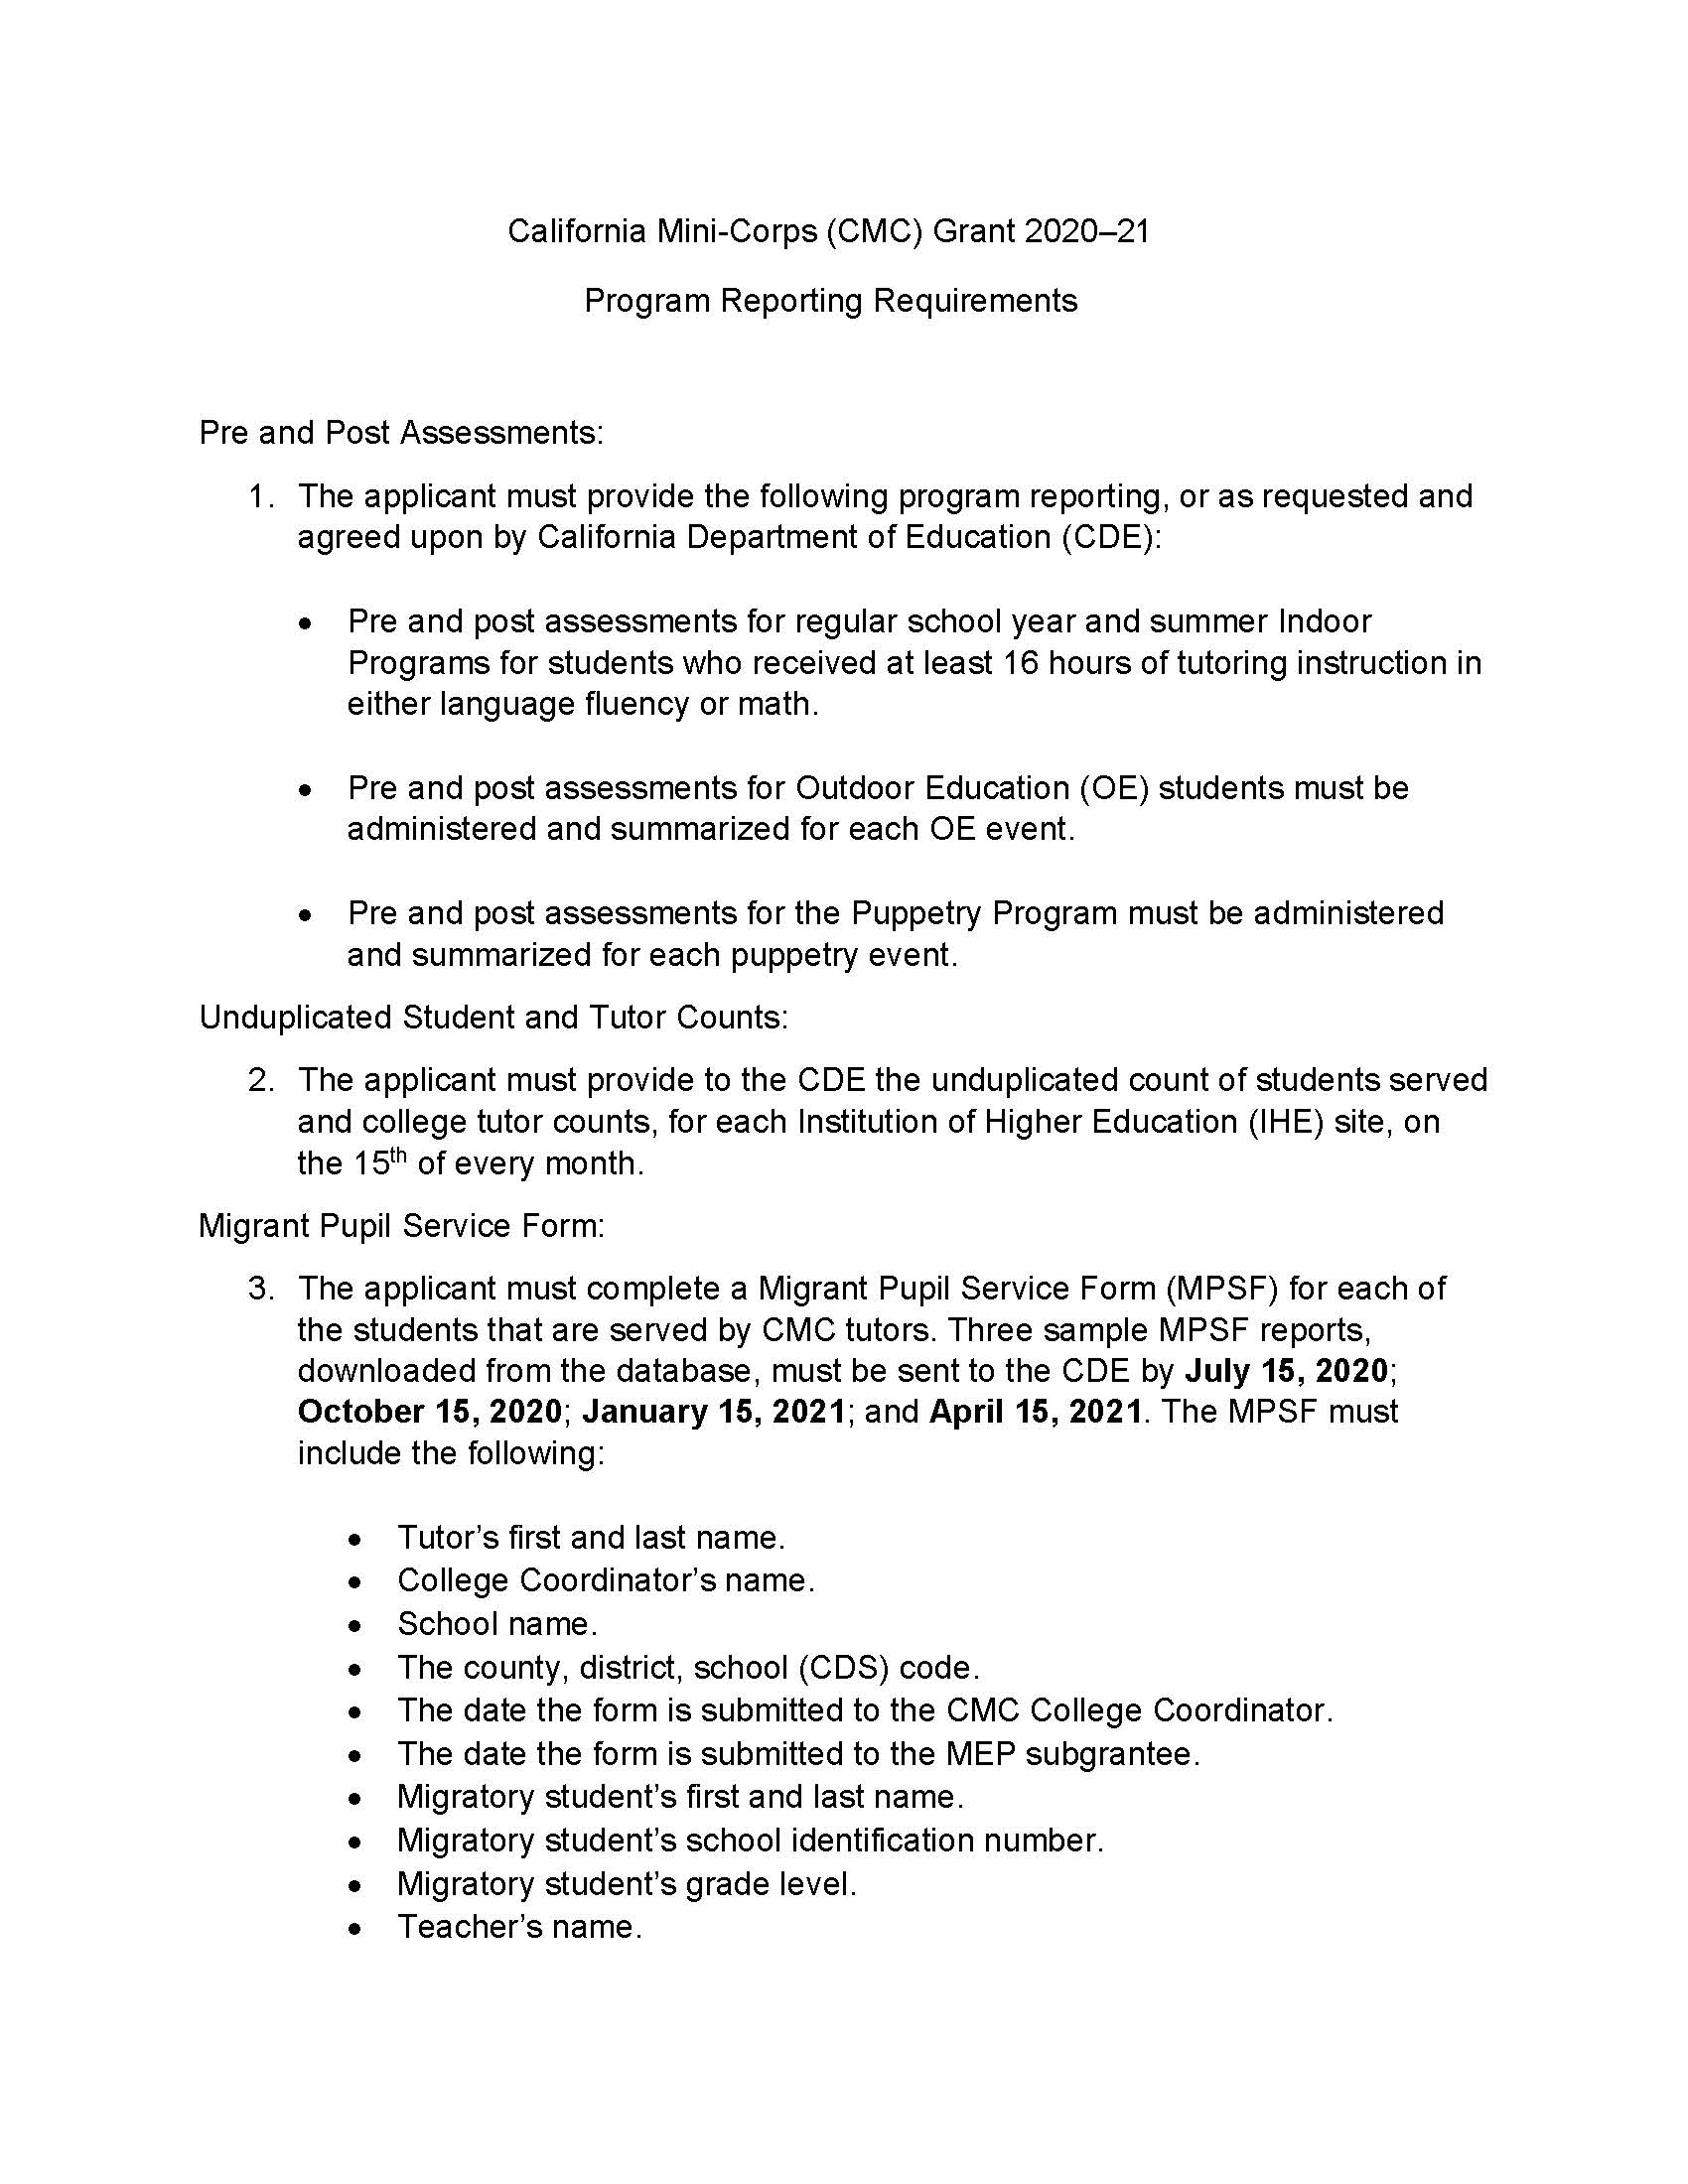 California Mini-Corps (CMC) Grant 2020–21
Program Reporting Requirements
Pre and Post Assessments:
1. The applicant must provide the following program reporting, or as requested and
agreed upon by California Department of Education (CDE):
• Pre and post assessments for regular school year and summer Indoor
Programs for students who received at least 16 hours of tutoring instruction in
either language fluency or math.
• Pre and post assessments for Outdoor Education (OE) students must be
administered and summarized for each OE event.
• Pre and post assessments for the Puppetry Program must be administered
and summarized for each puppetry event.
Unduplicated Student and Tutor Counts:
2. The applicant must provide to the CDE the unduplicated count of students served
and college tutor counts, for each Institution of Higher Education (IHE) site, on
the 15th of every month.
Migrant Pupil Service Form:
3. The applicant must complete a Migrant Pupil Service Form (MPSF) for each of
the students that are served by CMC tutors. Three sample MPSF reports,
downloaded from the database, must be sent to the CDE by July 15, 2020;
October 15, 2020; January 15, 2021; and April 15, 2021. The MPSF must
include the following:
• Tutor’s first and last name.
• College Coordinator’s name.
• School name.
• The county, district, school (CDS) code.
• The date the form is submitted to the CMC College Coordinator.
• The date the form is submitted to the MEP subgrantee.
• Migratory student’s first and last name.
• Migratory student’s school identification number.
• Migratory student’s grade level.
• Teacher’s name.